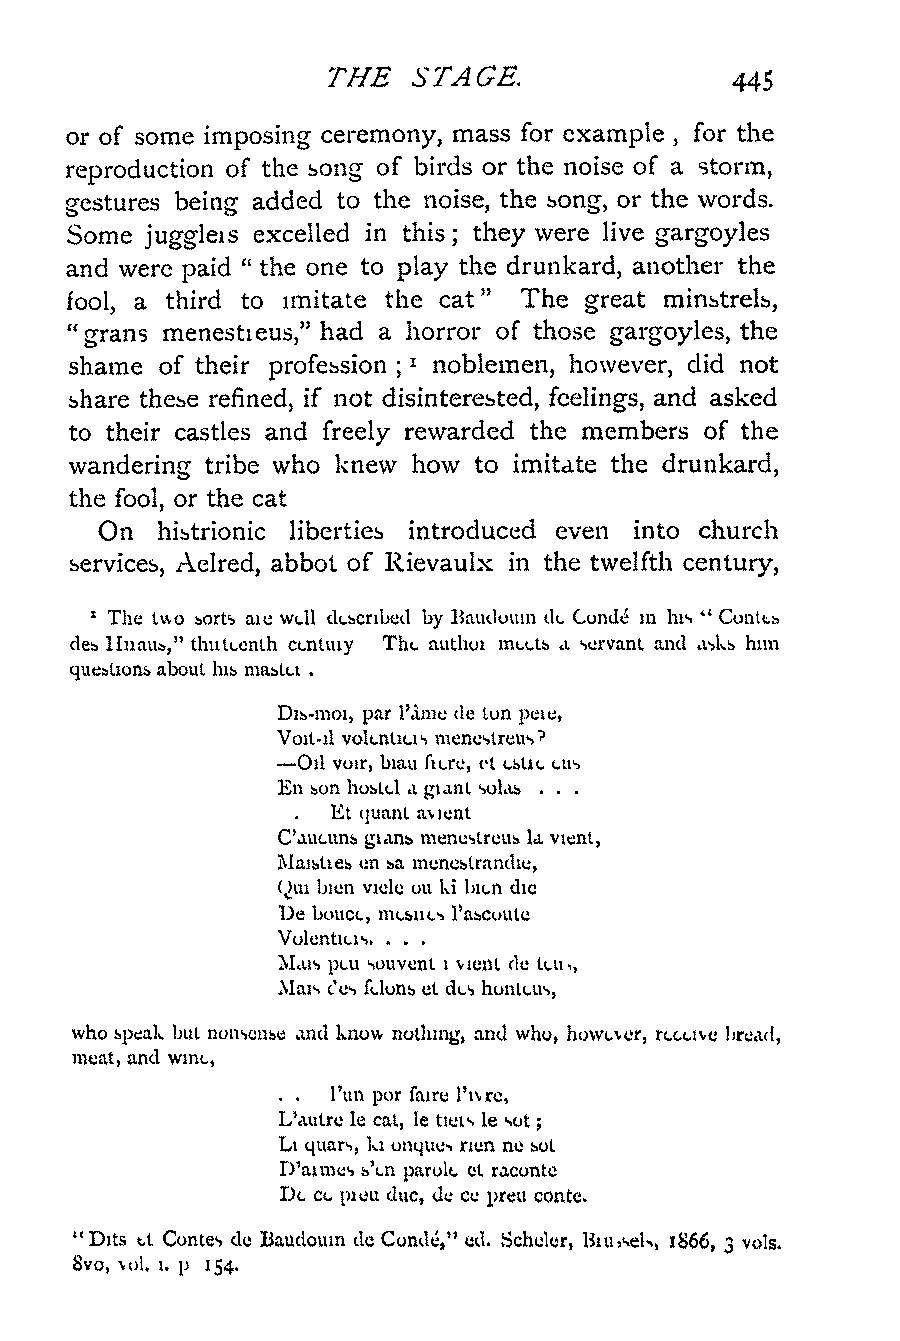 THE STAGE. 445
or of some imposing ceremony, mass for example , for the
reproduction of the song of birds or the noise of a storm,
gestures being added to the noise, the song, or the words.
Some jugglers excelled in this ; they were live gargoyles
and were paid “ the one to play the drunkard, another the
fool, a third to imitate the cat ” The great minstrels,
“ grans menestreus,” had a horror of those gargoyles, the
shame of their profession ; ¹ noblemen, however, did not
share these refined, if not disinterested, feelings, and asked
to their castles and freely rewarded the members of the
wandering tribe who knew how to imitate the drunkard,
the fool, or the cat
On histrionic liberties introduced even into church
services, Aelred, abbot of Rievaulx in the twelfth century,
¹ The two sorts are well described by Baudouin de Condé in his “ Contes
des Hiraus,” thirteenth century The author meets a servant and asks him
questions about his master .
Dis-moi, par l’âme de ton pere,
Voit-il volentiers menestreus ?
—Oïl voir, biau frere, et estre eus
En son hostel a grant solas . . .
. Et quant avient
C’aucuns grans menestreus la vient,
Maistres en sa menestrandie,
Qui bien viele ou ki bien die
De bouce, mesires l’ascoute
Volentiers. . . .
Mais peu souvent i vient de teus,
Mais des felons et des honteus,
who speak but nonsense and know nothing, and who, however, receive bread,
meat, and wine,
. . l’un por faire l’ivre,
L’autre le cat, le tiers le sot ;
Li quars, ki onques rien ne sot
D’armes s’en parole et raconte
De ce preu duc, de ce preu conte.
“ Dits et Contes de Baudouin de Condé,” ed. Scheler, Brussels, 1866, 3 vols.
8vo, vol. i. p 154.